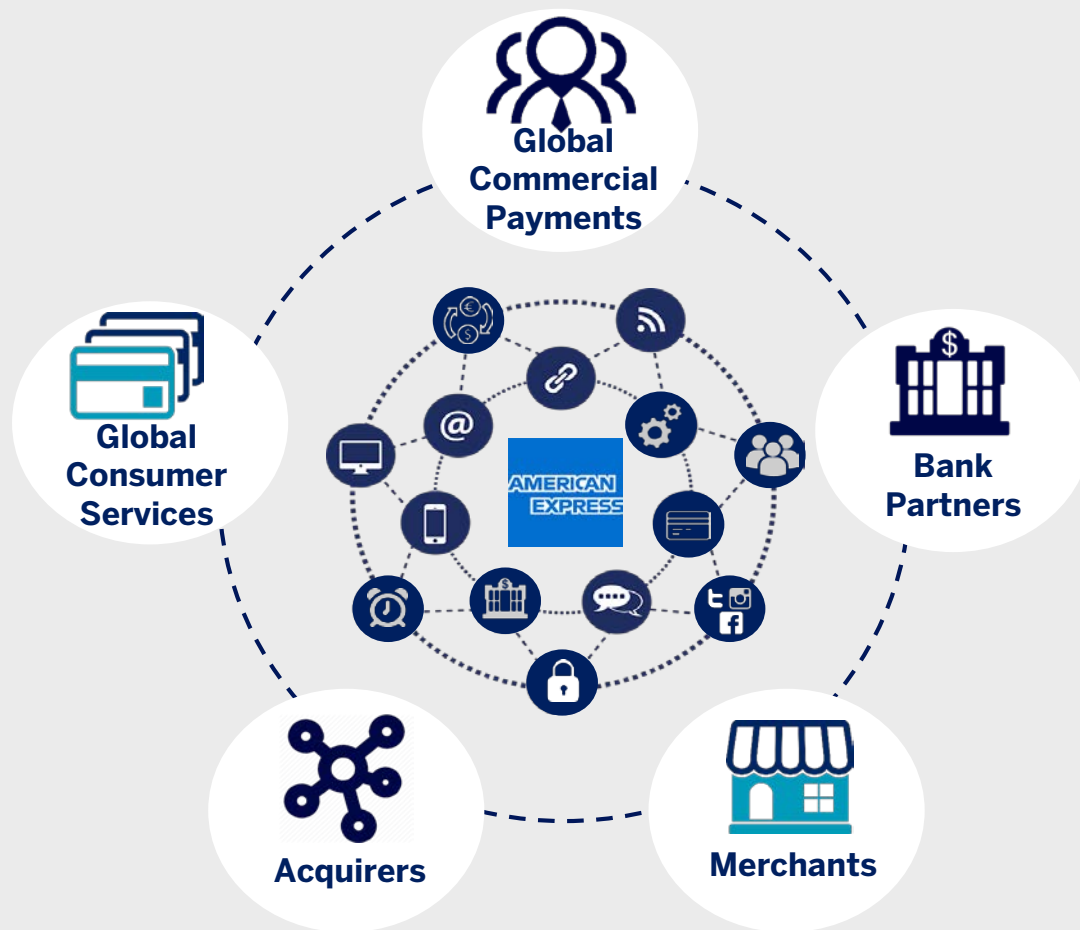 Global
Commercial
Payments
Global
Consumer
Services
AMERICAN
EXPRESS
Bank
Partners
Acquirers
Merchants